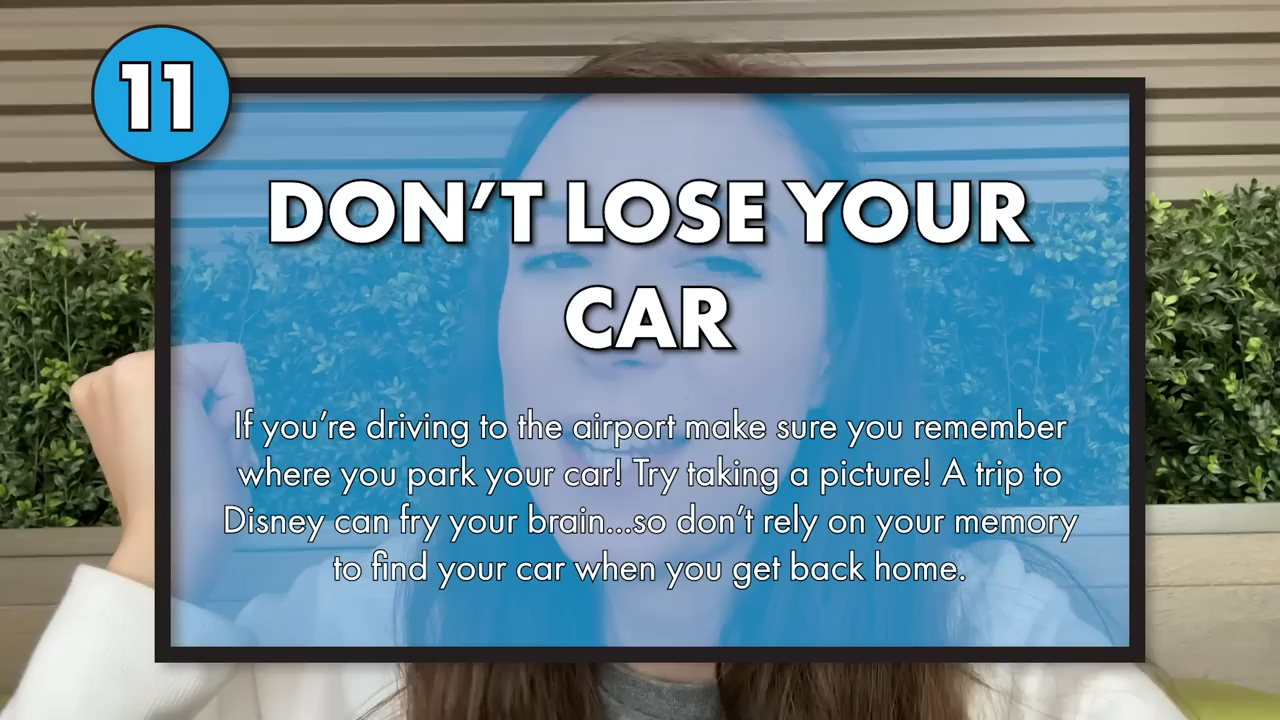 11
DON’T LOSE YOUR
CAR
If you’re driving to the airport make sure you remember
where you park your car! Try taking a picture! A trip to
Disney can fry your brain...so don’t rely on your memory
to find your car when you get back home.